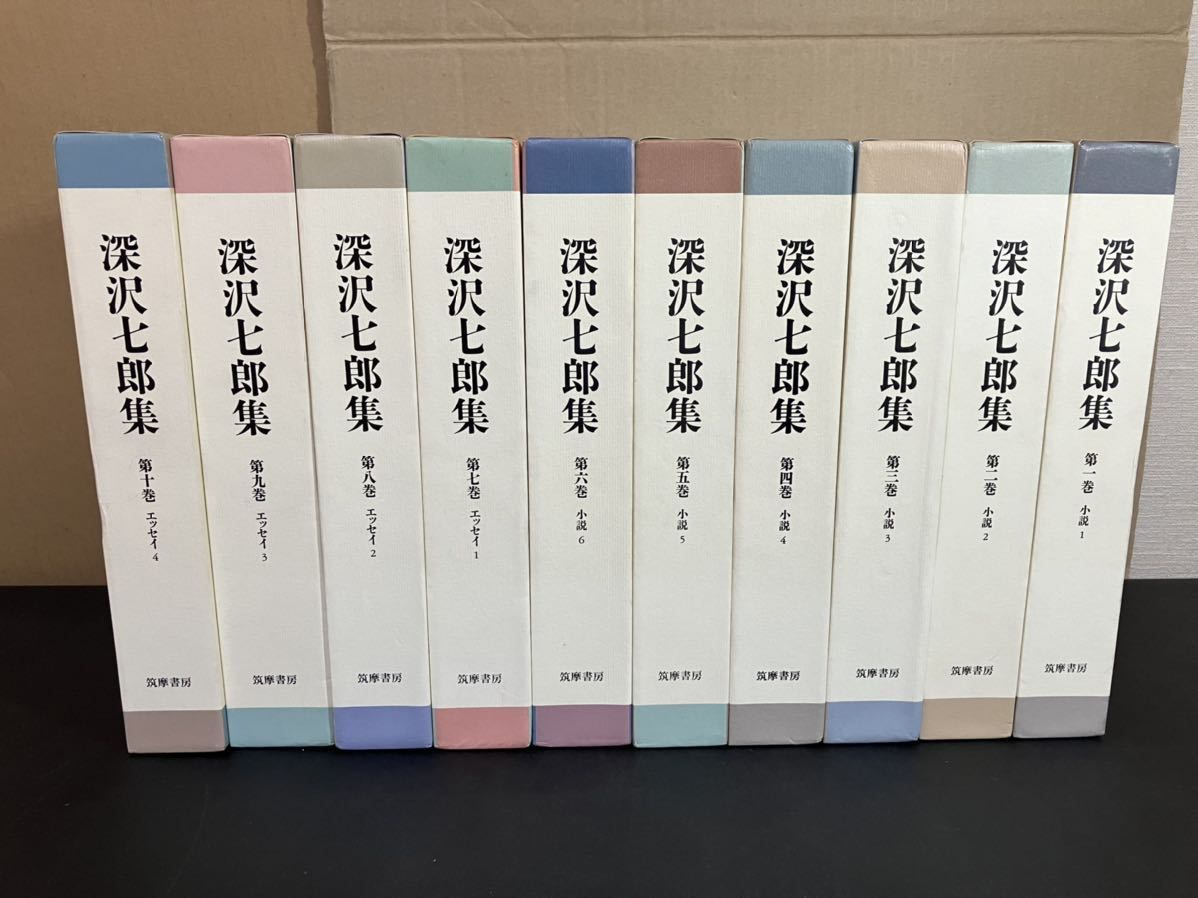 深沢七郎集
第一巻 小説 1
筑摩書房
深沢七郎集
第二巻 小説 2
筑摩書房
深沢七郎集
第三巻 小説 3
筑摩書房
深沢七郎集
第四巻 小説 4
筑摩書房
深沢七郎集
第五巻 小説 5
筑摩書房
深沢七郎集
第六巻 小説 6
筑摩書房
深沢七郎集
第七巻 エッセイ 1
筑摩書房
深沢七郎集
第八巻 エッセイ 2
筑摩書房
深沢七郎集
第九巻 エッセイ 3
筑摩書房
深沢七郎集
第十巻 エッセイ 4
筑摩書房